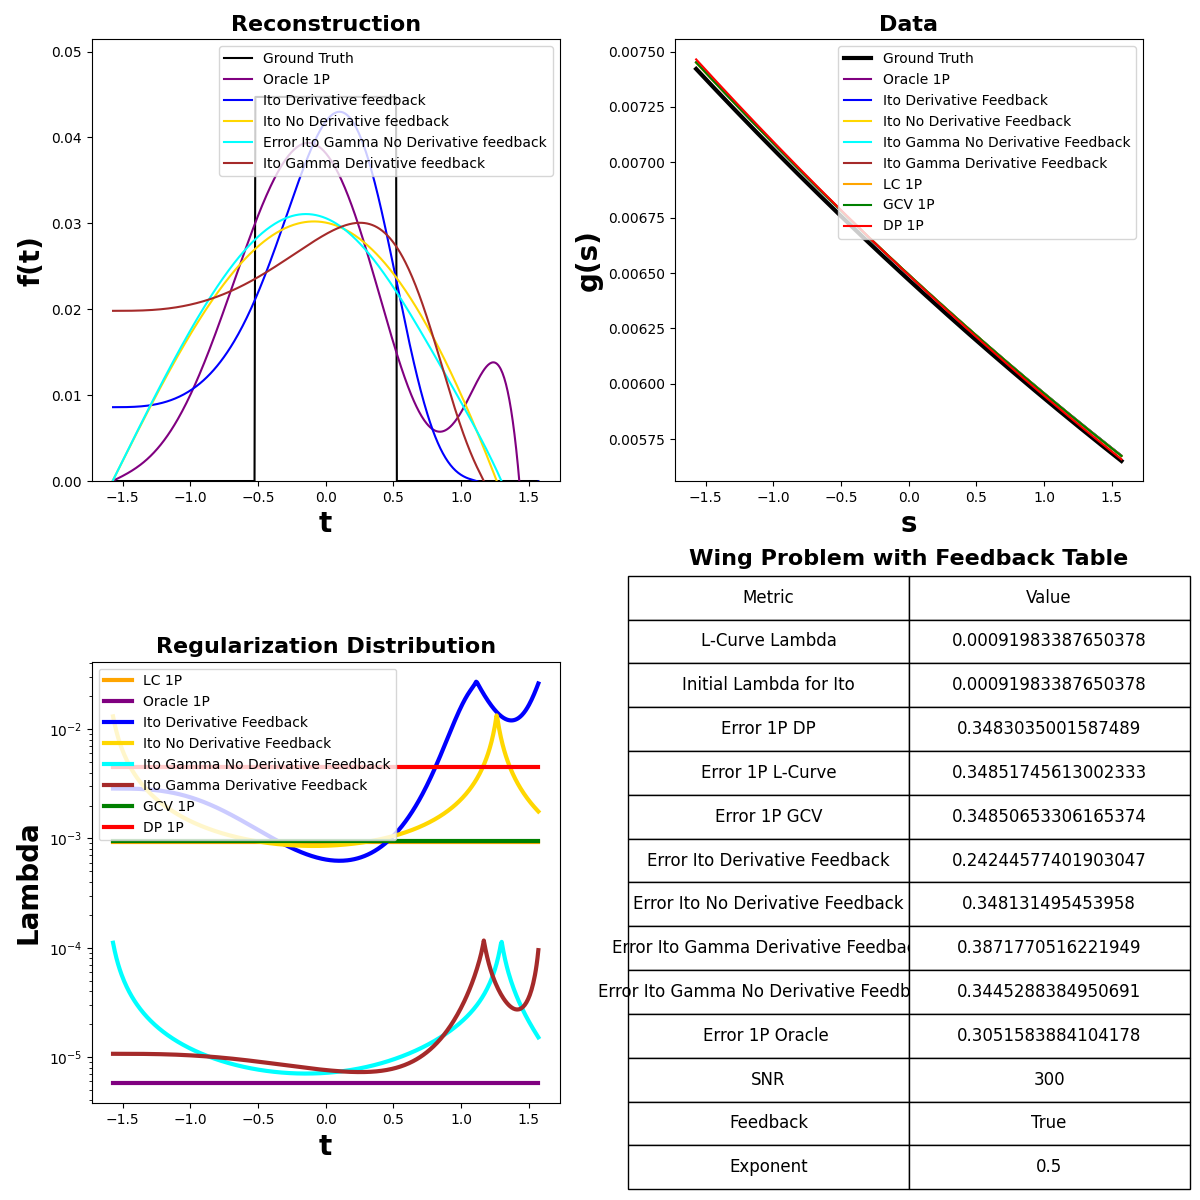 Reconstruction
0.05
0.04
0.03
0.02
0.01
0.00
f(t)
Ground Truth
Oracle 1P
Ito Derivative feedback
Ito No Derivative feedback
Error Ito Gamma No Derivative feedback
Ito Gamma Derivative feedback
−1.5 −1.0 −0.5 0.0 0.5 1.0 1.5
t
Data
0.00750
0.00725
0.00700
0.00675
0.00650
0.00625
0.00600
0.00575
g(s)
Ground Truth
Oracle 1P
Ito Derivative Feedback
Ito No Derivative Feedback
Ito Gamma No Derivative Feedback
Ito Gamma Derivative Feedback
LC 1P
GCV 1P
DP 1P
−1.5 −1.0 −0.5 0.0 0.5 1.0 1.5
s
Regularization Distribution
10−2
10−3
10−4
10−5
Lambda
LC 1P
Oracle 1P
Ito Derivative Feedback
Ito No Derivative Feedback
Ito Gamma No Derivative Feedback
Ito Gamma Derivative Feedback
GCV 1P
DP 1P
−1.5 −1.0 −0.5 0.0 0.5 1.0 1.5
t
Wing Problem with Feedback Table
Metric Value
L-Curve Lambda 0.00091983387650378
Initial Lambda for Ito 0.00091983387650378
Error 1P DP 0.3483035001587489
Error 1P L-Curve 0.34851745613002333
Error 1P GCV 0.34850653306165374
Error Ito Derivative Feedback 0.24244577401903047
Error Ito No Derivative Feedback 0.348131495453958
Error Ito Gamma Derivative Feedbac 0.3871770516221949
Error Ito Gamma No Derivative Feedb 0.3445288384950691
Error 1P Oracle 0.3051583884104178
SNR 300
Feedback True
Exponent 0.5